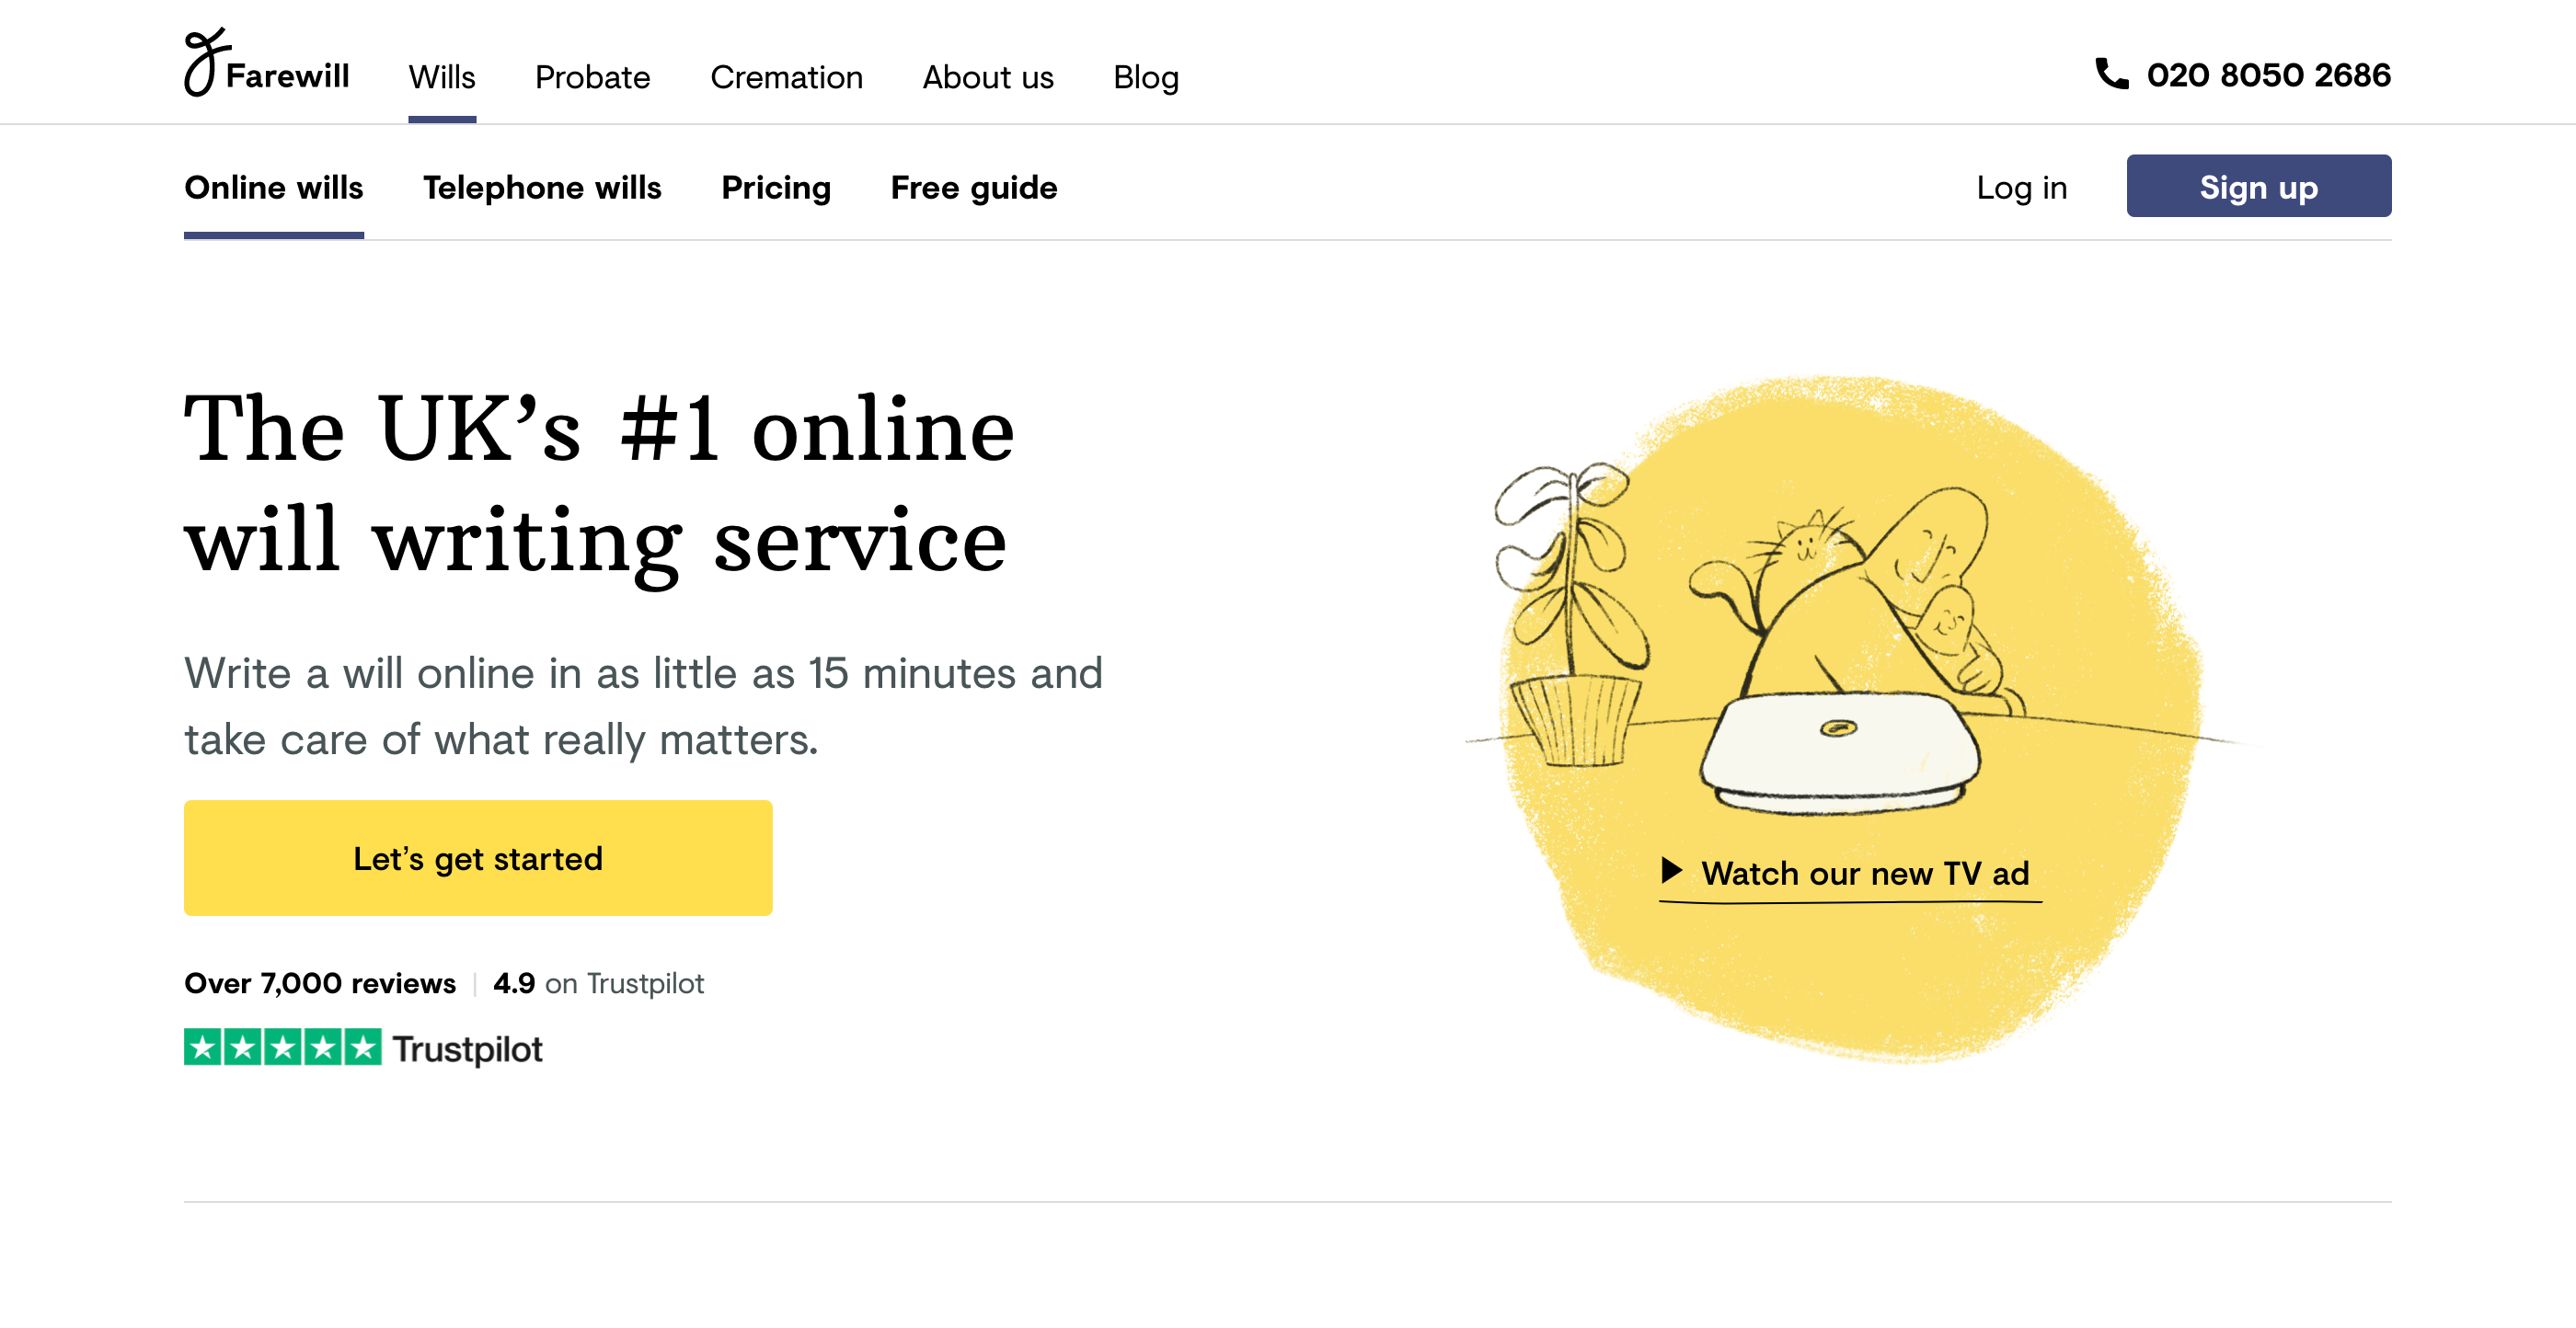 Farewill Wills Probate Cremation About us Blog 020 8050 2686
Online wills Telephone wills Pricing Free guide Log in Sign up
The UK’s #1 online
will writing service
Write a will online in as little as 15 minutes and
take care of what really matters.
Let’s get started
Over 7,000 reviews | 4.9 on Trustpilot
Trustpilot
Watch our new TV ad